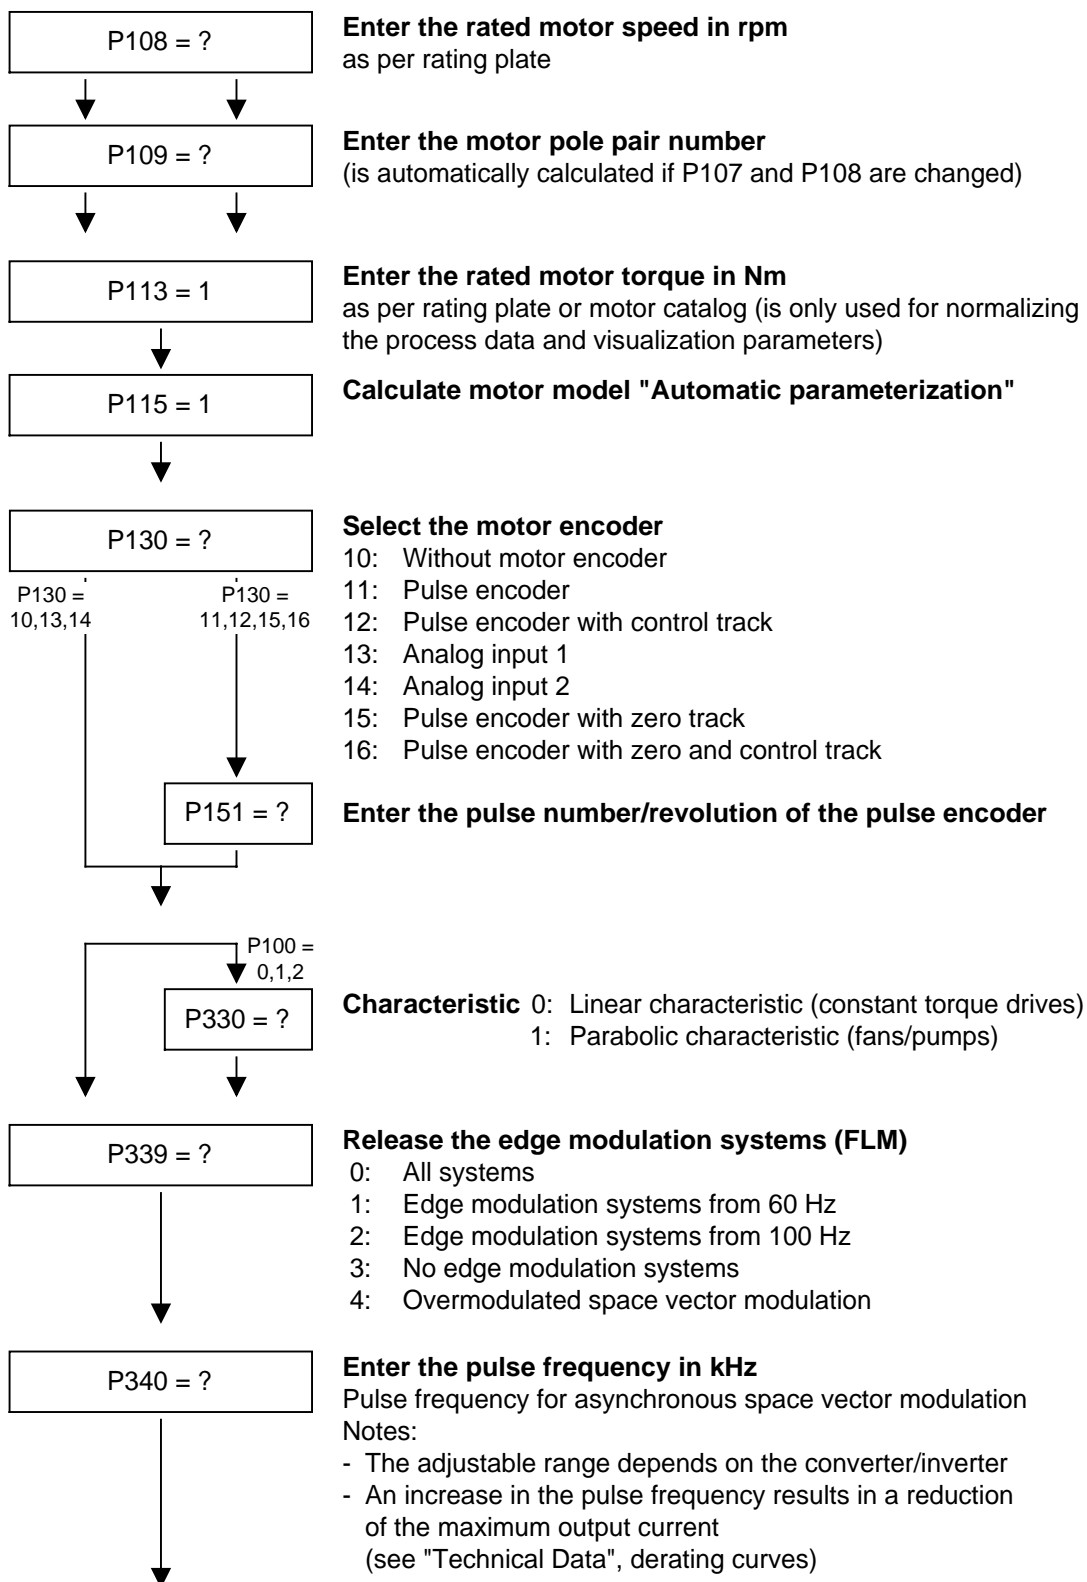 P108 = ?
Enter the rated motor speed in rpm
as per rating plate
P109 = ?
Enter the motor pole pair number
(is automatically calculated if P107 and P108 are changed)
P113 = 1
Enter the rated motor torque in Nm
as per rating plate or motor catalog (is only used for normalizing
the process data and visualization parameters)
P115 = 1
Calculate motor model "Automatic parameterization"
P130 = ?
Select the motor encoder
10: Without motor encoder
11: Pulse encoder
12: Pulse encoder with control track
13: Analog input 1
14: Analog input 2
15: Pulse encoder with zero track
16: Pulse encoder with zero and control track
P130 =
10,13,14
P130 =
11,12,15,16
P151 = ?
Enter the pulse number/revolution of the pulse encoder
P100 =
0,1,2
P330 = ?
Characteristic 0: Linear characteristic (constant torque drives)
1: Parabolic characteristic (fans/pumps)
P339 = ?
Release the edge modulation systems (FLM)
0: All systems
1: Edge modulation systems from 60 Hz
2: Edge modulation systems from 100 Hz
3: No edge modulation systems
4: Overmodulated space vector modulation
P340 = ?
Enter the pulse frequency in kHz
Pulse frequency for asynchronous space vector modulation
Notes:
- The adjustable range depends on the converter/inverter
- An increase in the pulse frequency results in a reduction
of the maximum output current
(see "Technical Data", derating curves)